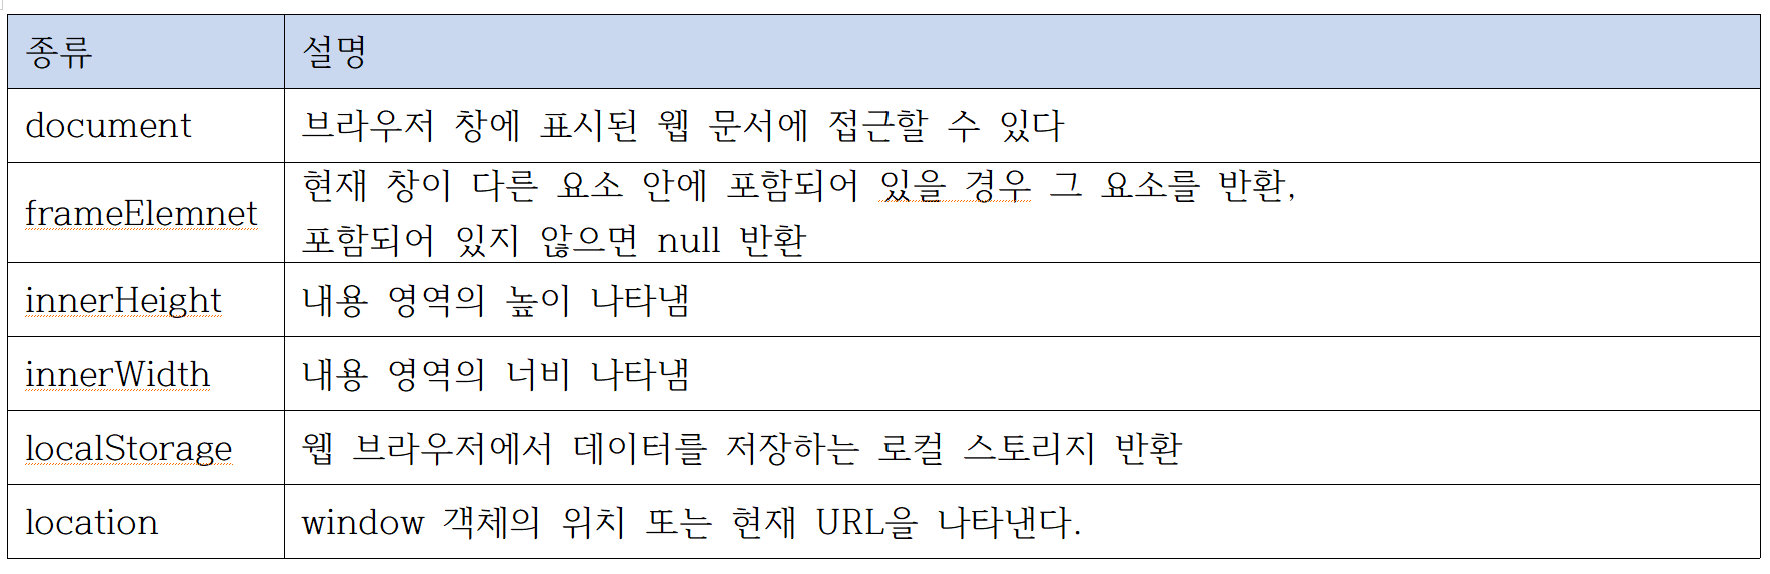 종류 설명
document 브라우저 창에 표시된 웹 문서에 접근할 수 있다
frameElemnet 현재 창이 다른 요소 안에 포함되어 있을 경우 그 요소를 반환,
포함되어 있지 않으면 null 반환
innerHeight 내용 영역의 높이 나타냄
innerWidth 내용 영역의 너비 나타냄
localStorage 웹 브라우저에서 데이터를 저장하는 로컬 스토리지 반환
location window 객체의 위치 또는 현재 URL을 나타낸다.